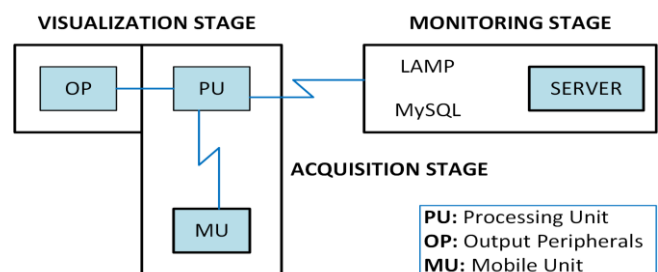 VISUALIZATION STAGE
MONITORING STAGE
OP
PU
LAMP
MySQL
SERVER
ACQUISITION STAGE
MU
PU: Processing Unit
OP: Output Peripherals
MU: Mobile Unit